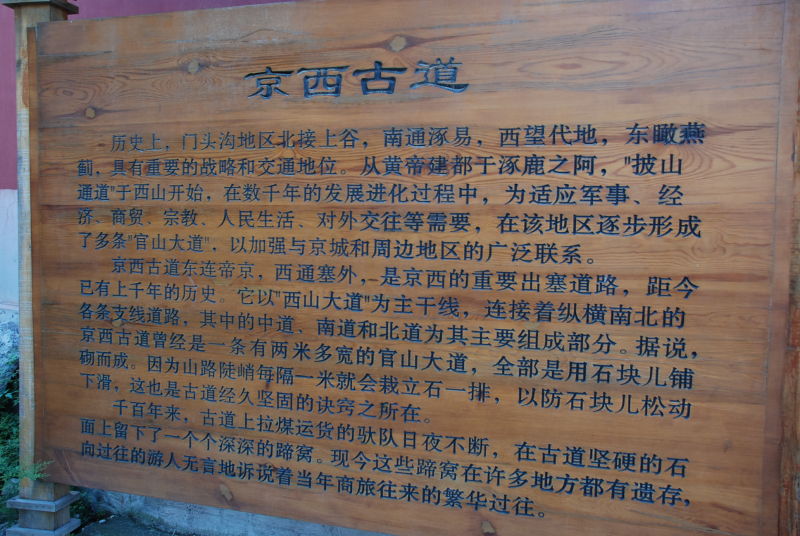 京西古道
历史上，门头沟地区北接上谷，南通涿易，西望代地，东瞰燕
蓟，具有重要的战略和交通地位。从黄帝建都于涿鹿之阿，"披山
通道"于西山开始，在数千年的发展进化过程中，为适应军事、经
济、商贸、宗教、人民生活、对外交往等需要，在该地区逐步形成
了多条"官山大道"，以加强与京城和周边地区的广泛联系。
京西古道东连帝京，西通塞外，是京西的重要出塞道路，距今
已有上千年的历史。它以"西山大道"为主干线，连接着纵横南北的
各条支线道路，其中的中道、南道和北道为其主要组成部分。据说，
京西古道曾经是一条有两米多宽的官山大道，全部是用石块儿铺
砌而成。因为山路陡峭每隔一米就会栽立石一排，以防石块儿松动
下滑，这也是古道经久坚固的诀窍之所在。
千百年来，古道上拉煤运货的驮队日夜不断，在古道坚硬的石
面上留下了一个个深深的蹄窝。现今这些蹄窝在许多地方都有遗存，
向过往的游人无言地诉说着当年商旅往来的繁华过往。